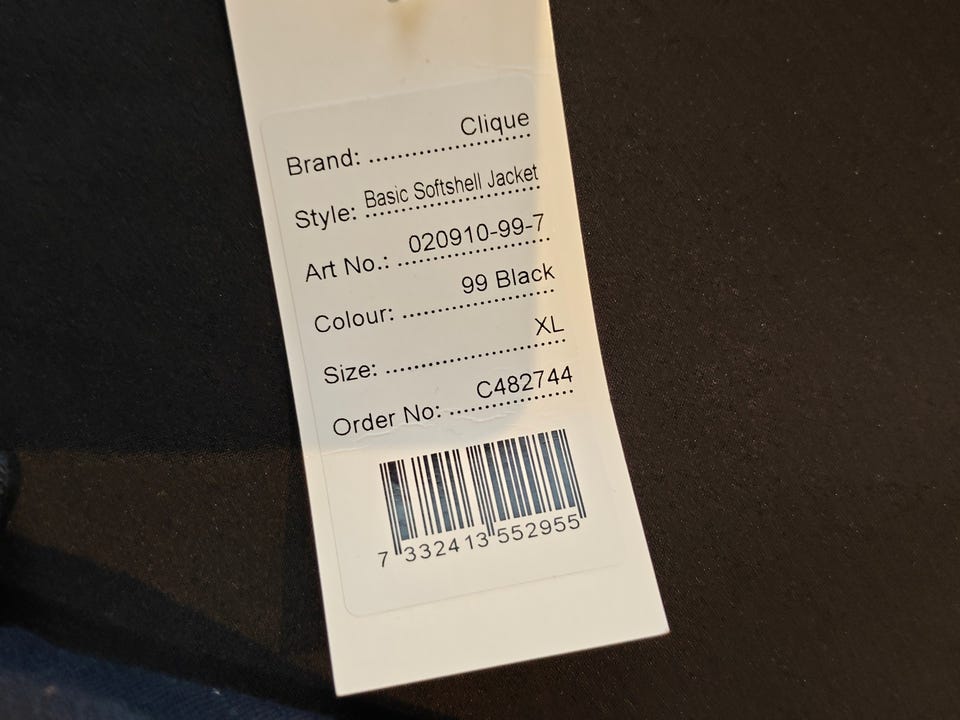 Brand: ........................ Clique
Style: Basic Softshell Jacket
Art No.: ...................... 020910-99-7
Colour: ...................... 99 Black
Size: ........................... XL
Order No: .................. C482744
7 332413 552955